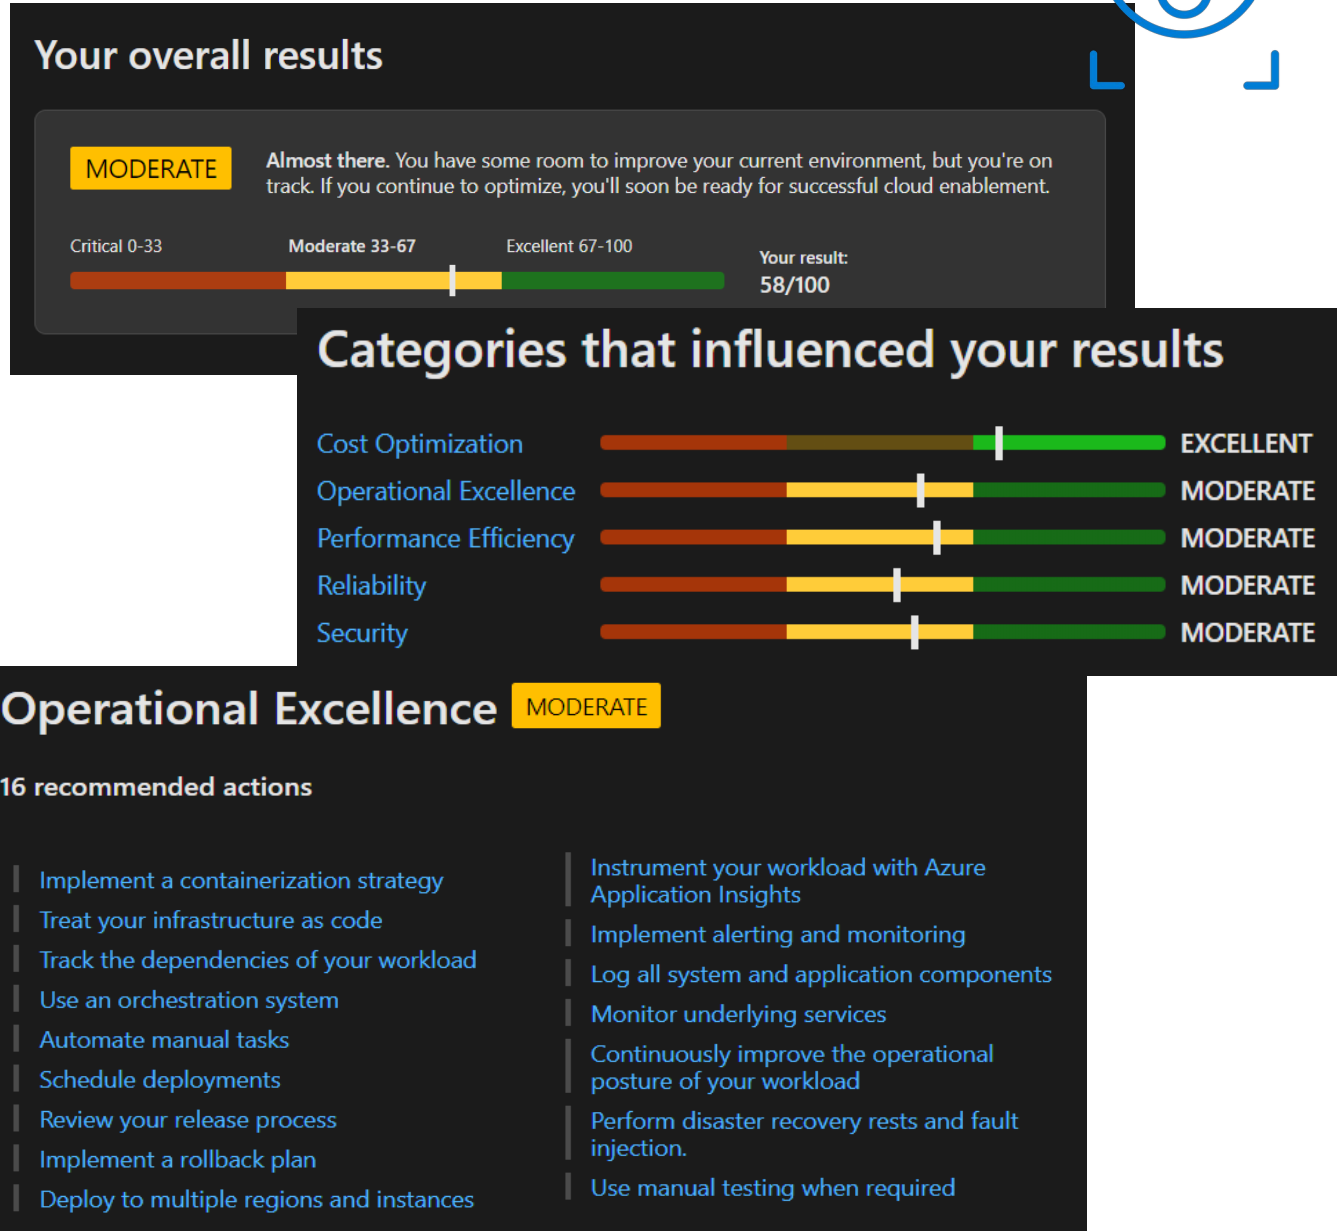 Your overall results
MODERATE
Almost there. You have some room to improve your current environment, but you're on
track. If you continue to optimize, you'll soon be ready for successful cloud enablement.
Critical 0-33
Moderate 33-67
Excellent 67-100
Your result:
58/100
Categories that influenced your results
Cost Optimization
EXCELLENT
Operational Excellence
MODERATE
Performance Efficiency
MODERATE
Reliability
MODERATE
Security
MODERATE
Operational Excellence
MODERATE
16 recommended actions
Implement a containerization strategy
Treat your infrastructure as code
Track the dependencies of your workload
Use an orchestration system
Automate manual tasks
Schedule deployments
Review your release process
Implement a rollback plan
Deploy to multiple regions and instances
Instrument your workload with Azure
Application Insights
Implement alerting and monitoring
Log all system and application components
Monitor underlying services
Continuously improve the operational
posture of your workload
Perform disaster recovery rests and fault
injection.
Use manual testing when required